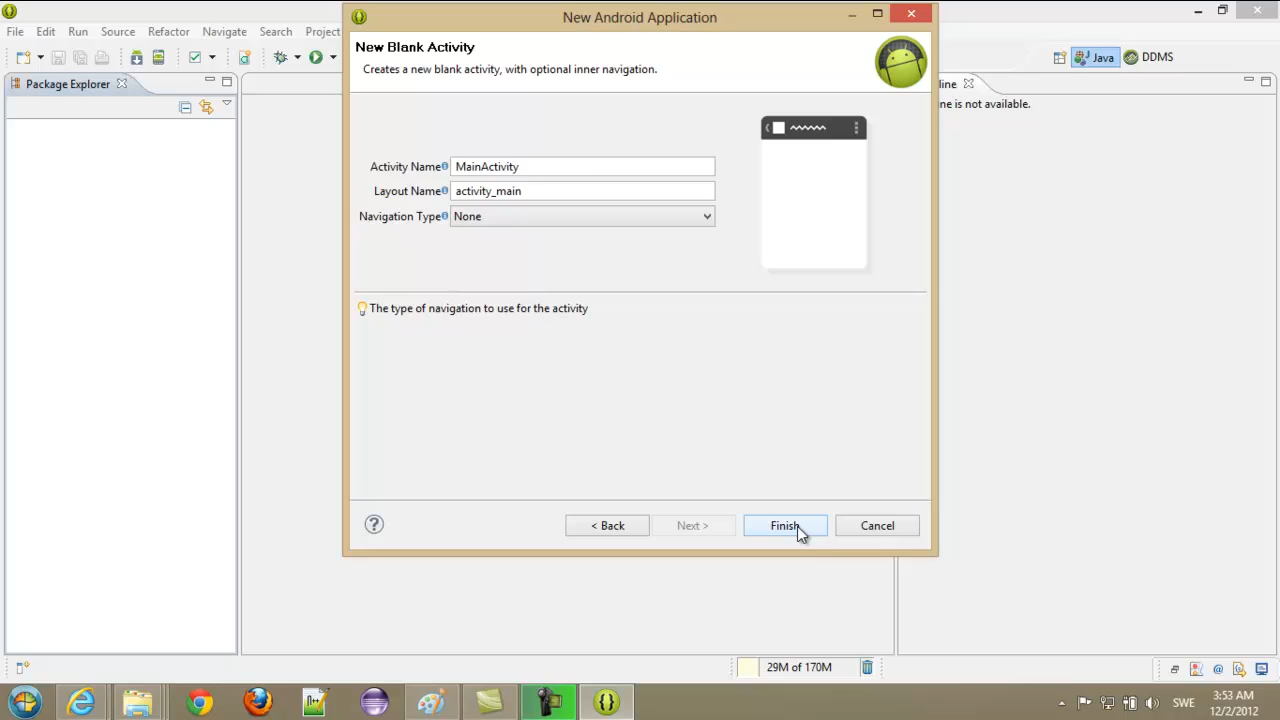 New Android Application
File Edit Run Source Refactor Navigate Search Project
New Blank Activity
Creates a new blank activity, with optional inner navigation.
Java DDMS
Package Explorer
line
ne is not available.
Activity Name MainActivity
Layout Name activity_main
Navigation Type None
The type of navigation to use for the activity
< Back Next > Finish Cancel
29M of 170M
SWE
3:53 AM
12/2/2012